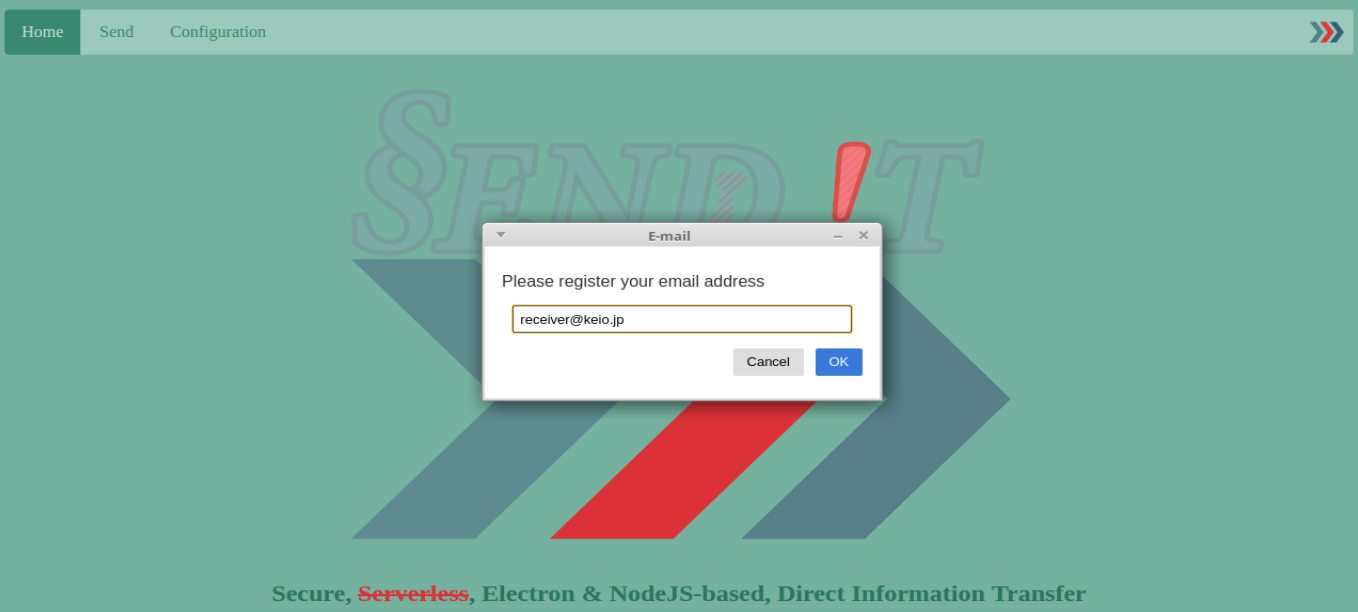 Home Send Configuration
§ENDi!T
E-mail
Please register your email address
receiver@keio.jp
Cancel OK
Secure, Serverless, Electron & NodeJS-based, Direct Information Transfer